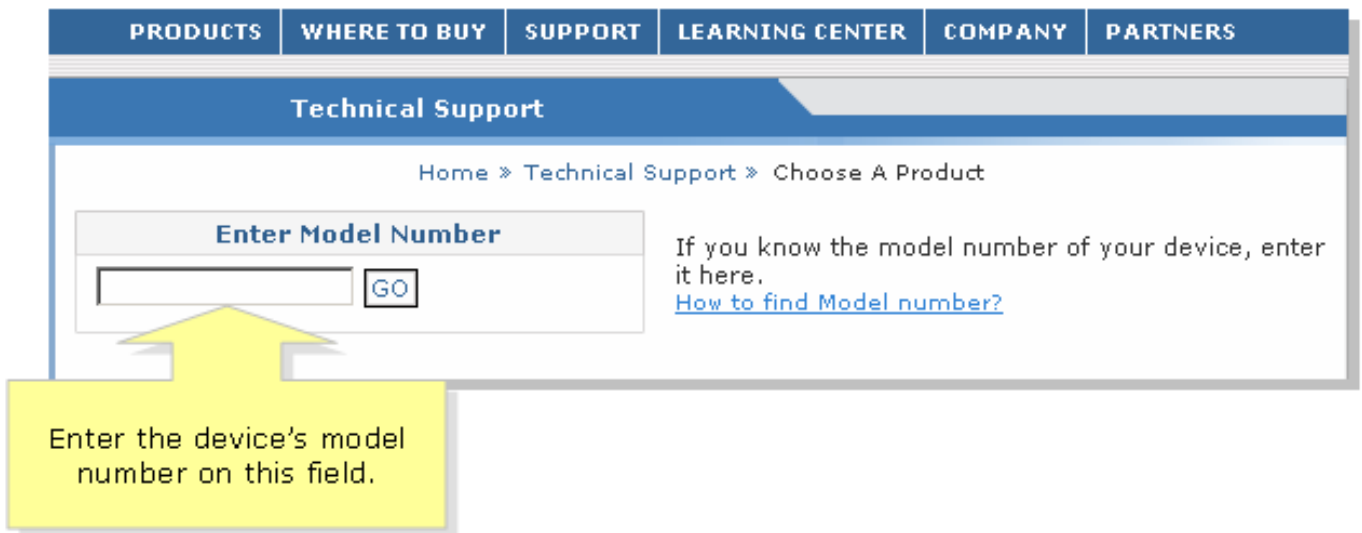 PRODUCTS WHERE TO BUY SUPPORT LEARNING CENTER COMPANY PARTNERS
Technical Support
Home » Technical Support » Choose A Product
Enter Model Number
GO
If you know the model number of your device, enter
it here.
How to find Model number?
Enter the device's model
number on this field.